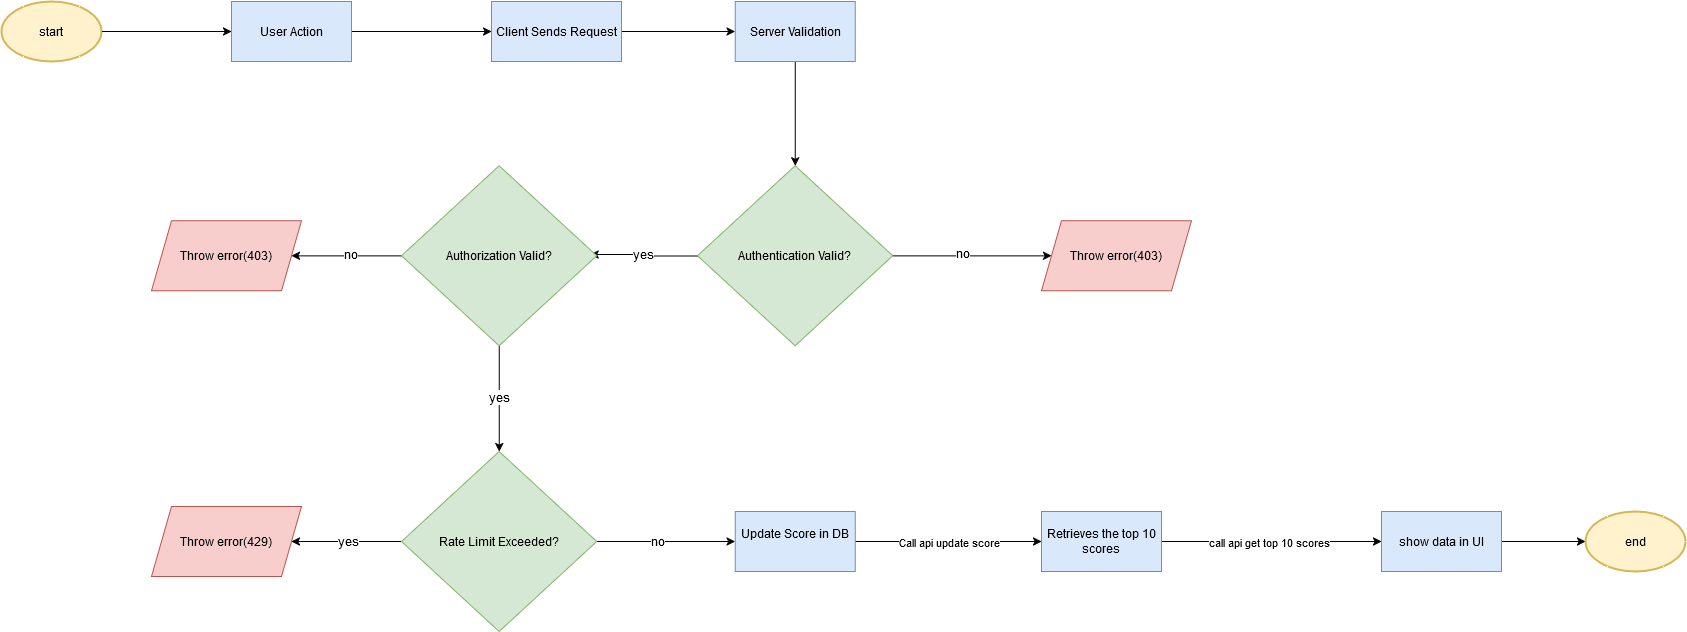 start
User Action
Client Sends Request
Server Validation
Throw error(403)
no
Authorization Valid?
yes
Authentication Valid?
no
Throw error(403)
yes
Throw error(429)
yes
Rate Limit Exceeded?
no
Update Score in DB
Call api update score
Retrieves the top 10
scores
call api get top 10 scores
show data in UI
end